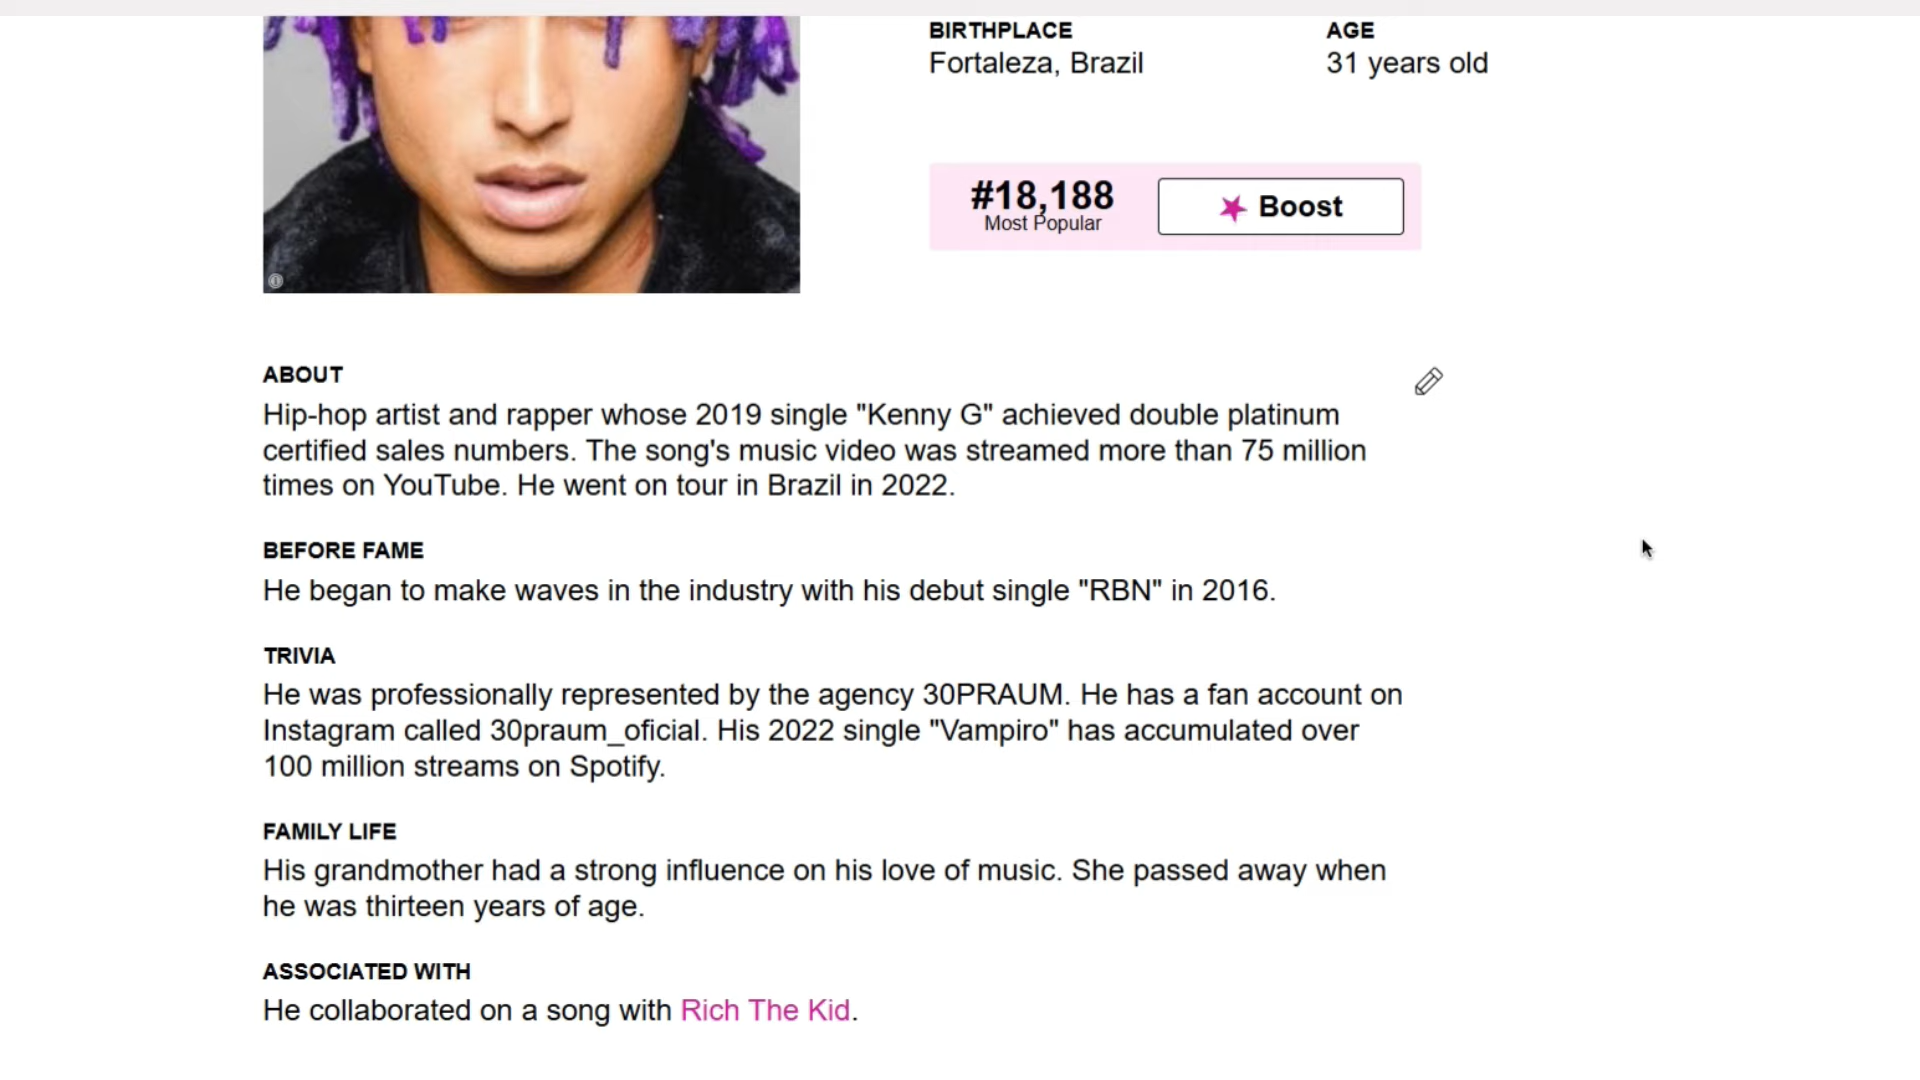 BIRTHPLACE
Fortaleza, Brazil
AGE
31 years old
#18,188
Most Popular
Boost
ABOUT
Hip-hop artist and rapper whose 2019 single "Kenny G" achieved double platinum
certified sales numbers. The song's music video was streamed more than 75 million
times on YouTube. He went on tour in Brazil in 2022.
BEFORE FAME
He began to make waves in the industry with his debut single "RBN" in 2016.
TRIVIA
He was professionally represented by the agency 30PRAUM. He has a fan account on
Instagram called 30praum_oficial. His 2022 single "Vampiro" has accumulated over
100 million streams on Spotify.
FAMILY LIFE
His grandmother had a strong influence on his love of music. She passed away when
he was thirteen years of age.
ASSOCIATED WITH
He collaborated on a song with Rich The Kid.